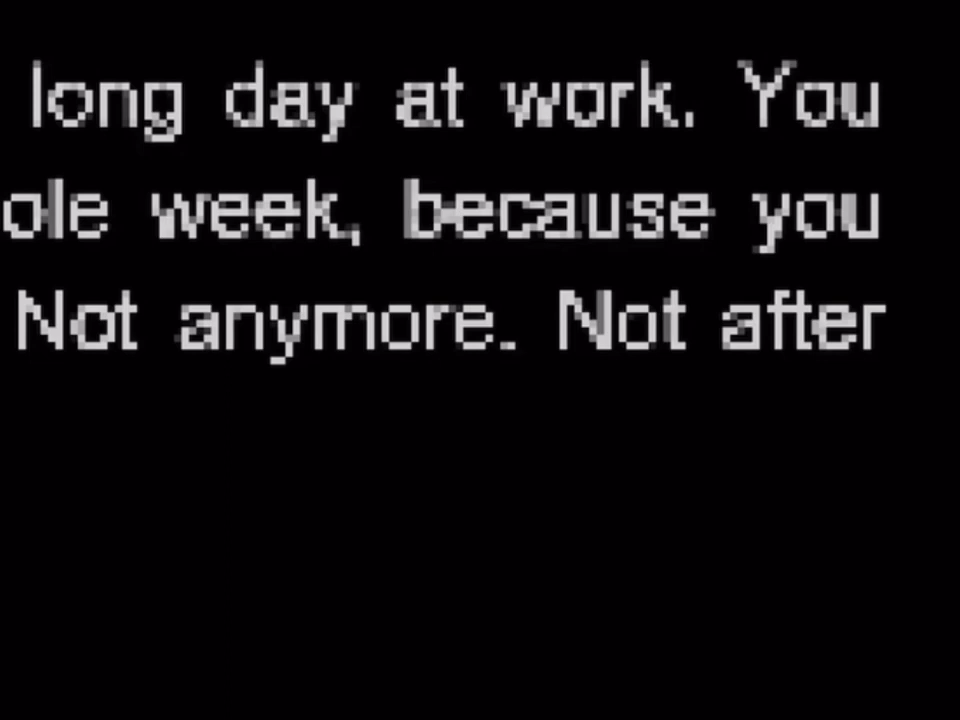 long day at work. You
ole week, because you
Not anymore. Not after